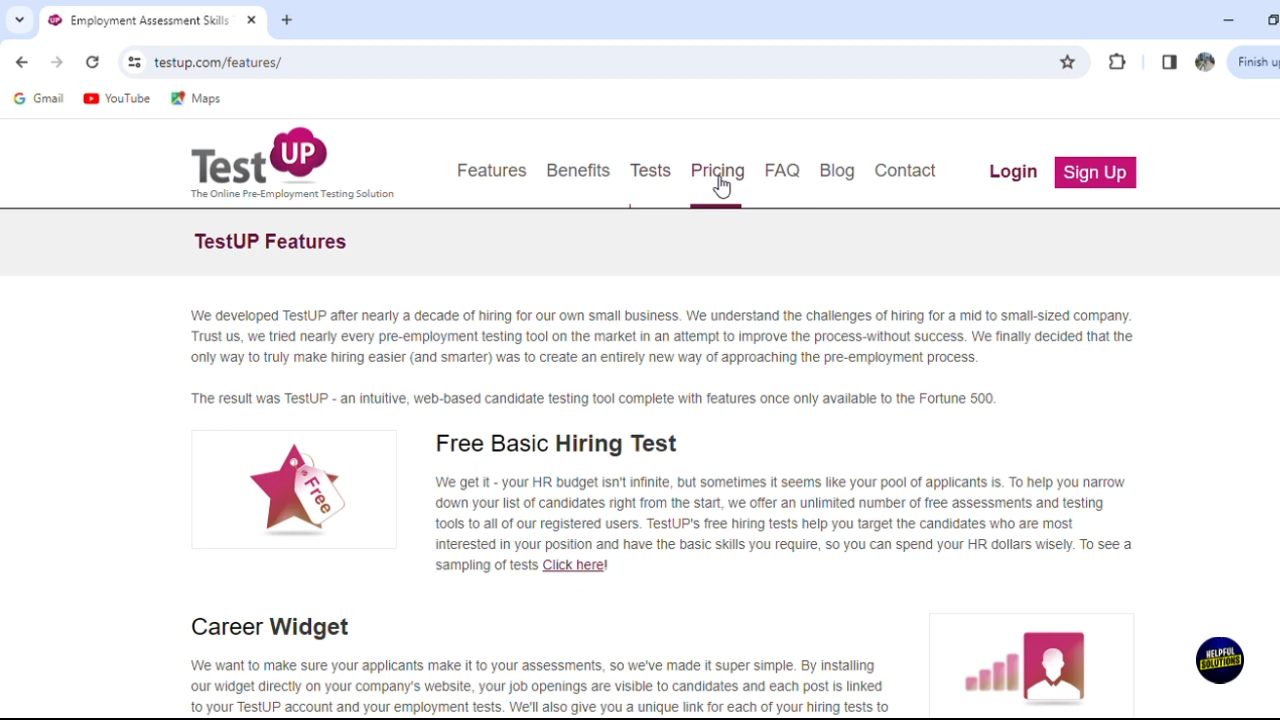 Employment Assessment Skills
testup.com/features/
Finish up
Gmail YouTube Maps
TestUP
The Online Pre-Employment Testing Solution
Features Benefits Tests Pricing FAQ Blog Contact Login Sign Up
TestUP Features
We developed TestUP after nearly a decade of hiring for our own small business. We understand the challenges of hiring for a mid to small-sized company.
Trust us, we tried nearly every pre-employment testing tool on the market in an attempt to improve the process-without success. We finally decided that the
only way to truly make hiring easier (and smarter) was to create an entirely new way of approaching the pre-employment process.
The result was TestUP - an intuitive, web-based candidate testing tool complete with features once only available to the Fortune 500.
Free
Free Basic Hiring Test
We get it - your HR budget isn't infinite, but sometimes it seems like your pool of applicants is. To help you narrow
down your list of candidates right from the start, we offer an unlimited number of free assessments and testing
tools to all of our registered users. TestUP's free hiring tests help you target the candidates who are most
interested in your position and have the basic skills you require, so you can spend your HR dollars wisely. To see a
sampling of tests Click here!
Career Widget
We want to make sure your applicants make it to your assessments, so we've made it super simple. By installing
our widget directly on your company's website, your job openings are visible to candidates and each post is linked
to your TestUP account and your employment tests. We'll also give you a unique link for each of your hiring tests to
HELPFUL
SOLUTIONS